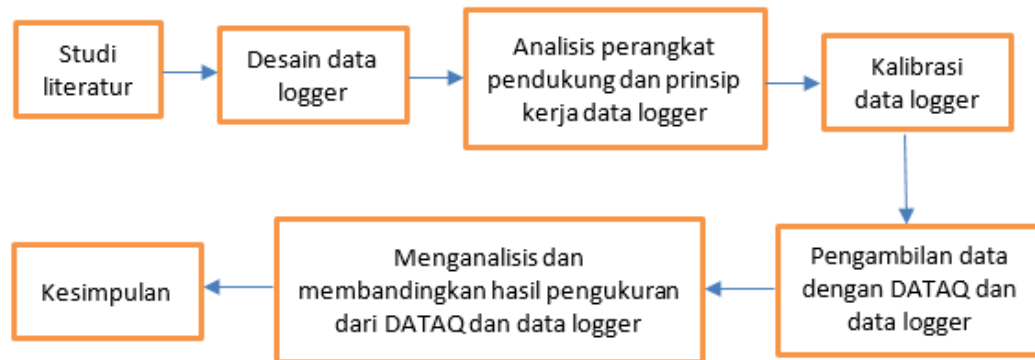 Studi
literatur
Desain data
logger
Analisis perangkat
pendukung dan prinsip
kerja data logger
Kalibrasi
data logger
Pengambilan data
dengan DATAQ dan
data logger
Menganalisis dan
membandingkan hasil pengukuran
dari DATAQ dan data logger
Kesimpulan